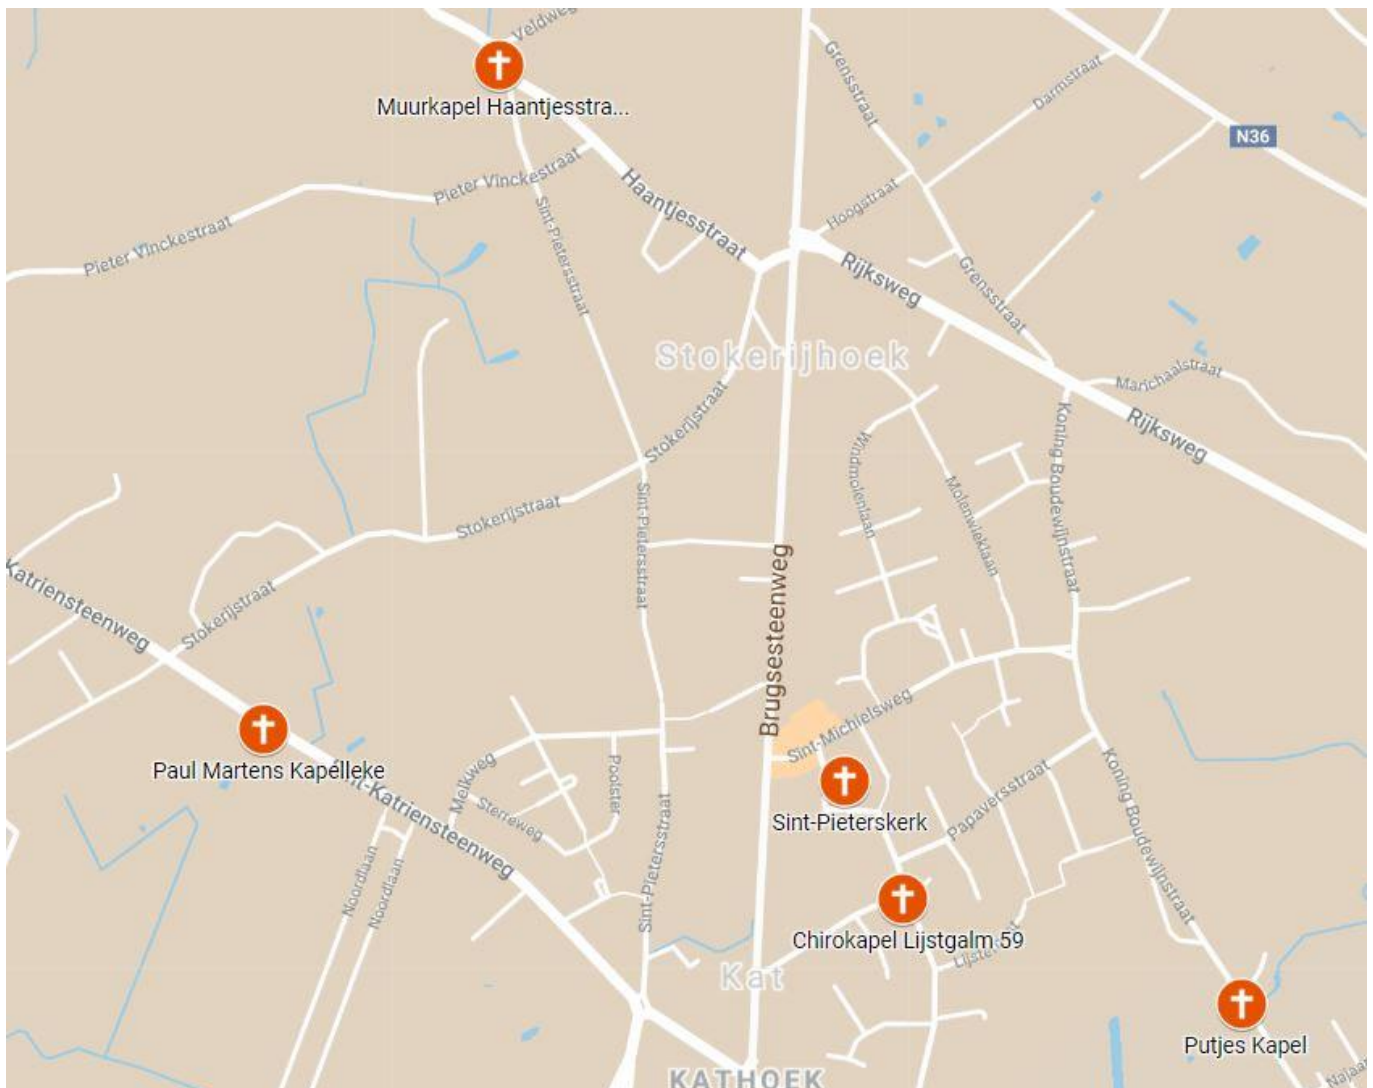 Veldweg
Muurkapel Haantjesstra...
Grensstraat
Darmstraat
N36
Pieter Vinckestraat
Haantjesstraat
Hoogstraat
Pieter Vinckestraat
Sint-Pietersstraat
Rijksweg
Grensstraat
Stokerijhoek
Marichaalstraat
Stokerijstraat
Koning Boudewijnstraat
Rijksweg
Windmolenlaan
Stokerijstraat
Sint-Pietersstraat
Molenwieklaan
Katriensteenweg
Stokerijstraat
Brugsesteenweg
Sint-Michielsweg
Paul Martens Kapelleke
Melkweg
Poolster
Sint-Katriensteenweg
Sterreweg
Sint-Pieterskerk
Papaversstraat
Koning Boudewijnstraat
Noordlaan
Noordlaan
Sint-Pietersstraat
Chirokapel Lijstgalm 59
Kat
Putjes Kapel
KATHOEK